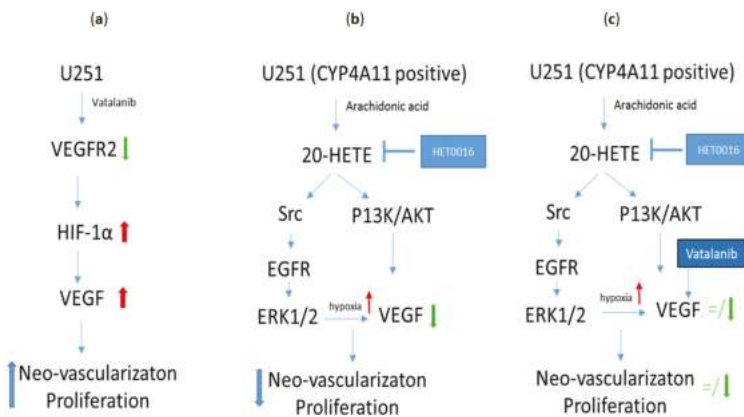 (a)
U251
Vatalanib
VEGFR2
HIF-1α
VEGF
Neo-vascularizaton
Proliferation
(b)
U251 (CYP4A11 positive)
Arachidonic acid
20-HETE
HET0016
Src
P13K/AKT
EGFR
ERK1/2
hypoxia
VEGF
Neo-vascularizaton
Proliferation
(c)
U251 (CYP4A11 positive)
Arachidonic acid
20-HETE
HET0016
Src
P13K/AKT
Vatalanib
EGFR
ERK1/2
hypoxia
VEGF =/
Neo-vascularizaton =/
Proliferation